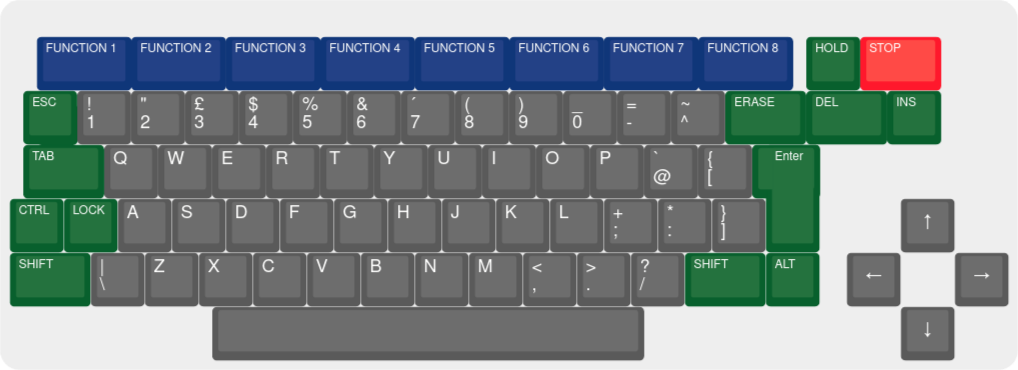 FUNCTION 1 FUNCTION 2 FUNCTION 3 FUNCTION 4 FUNCTION 5 FUNCTION 6 FUNCTION 7 FUNCTION 8 HOLD STOP
ESC ! " £ $ % & ´ ( ) _ = ~ ERASE DEL INS
1 2 3 4 5 6 7 8 9 0 - ^
TAB Q W E R T Y U I O P ` { Enter
@ [
CTRL LOCK A S D F G H J K L + * } ↑
; : ]
SHIFT | Z X C V B N M < > ? SHIFT ALT ← →
\ , . /
↓